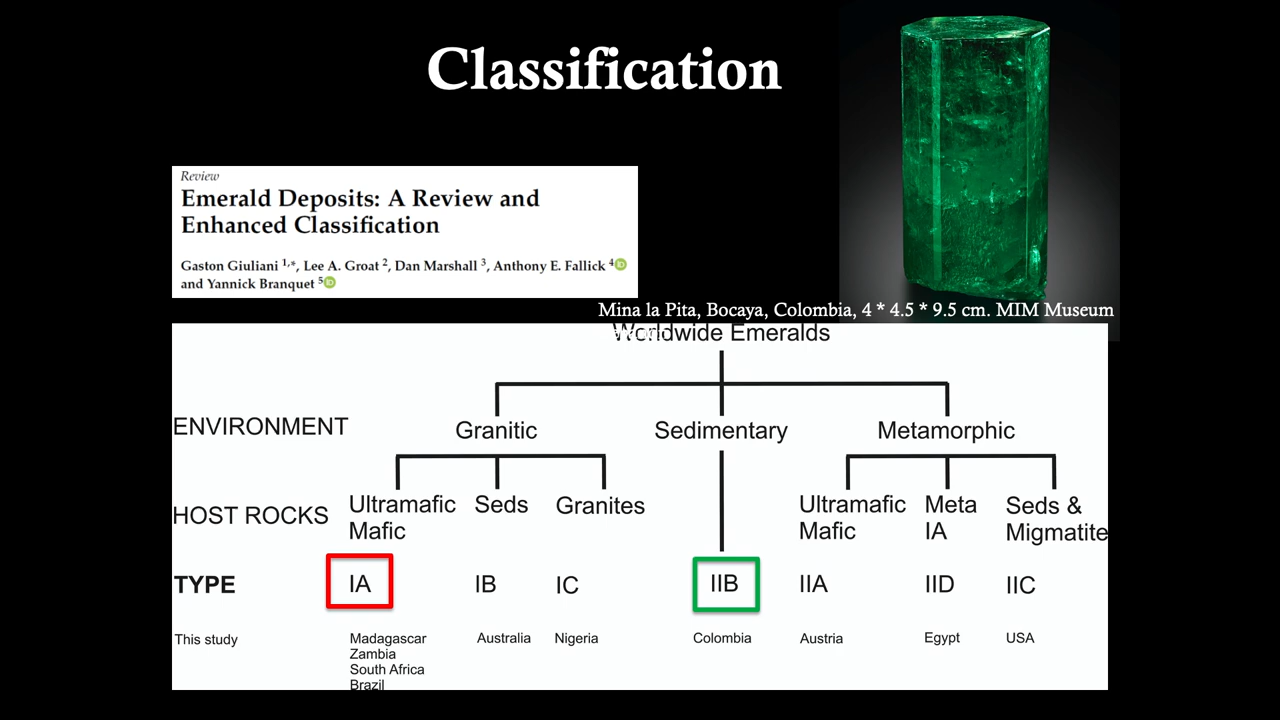 Classification
Review
Emerald Deposits: A Review and
Enhanced Classification
Gaston Giuliani 1,*, Lee A. Groat 2, Dan Marshall 3, Anthony E. Fallick 4 iD
and Yannick Branquet 5 iD
Mina la Pita, Bocaya, Colombia, 4 * 4.5 * 9.5 cm. MIM Museum
Worldwide Emeralds
ENVIRONMENT Granitic Sedimentary Metamorphic
HOST ROCKS Ultramafic Mafic Seds Granites Ultramafic Mafic Meta IA Seds & Migmatite
TYPE IA IB IC IIB IIA IID IIC
This study Madagascar Australia Nigeria Colombia Austria Egypt USA
Zambia
South Africa
Brazil